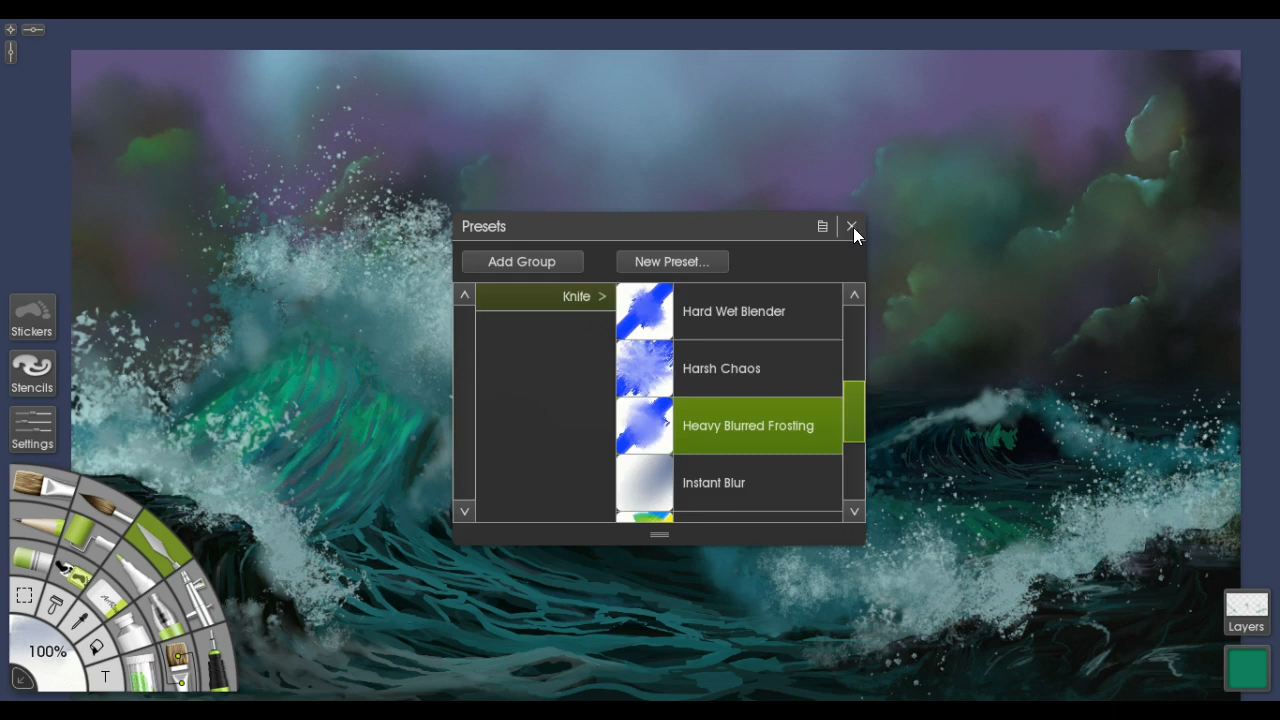 Presets
Add Group
New Preset...
Knife >
Hard Wet Blender
Harsh Chaos
Heavy Blurred Frosting
Instant Blur
Stickers
Stencils
Settings
100%
T
Layers